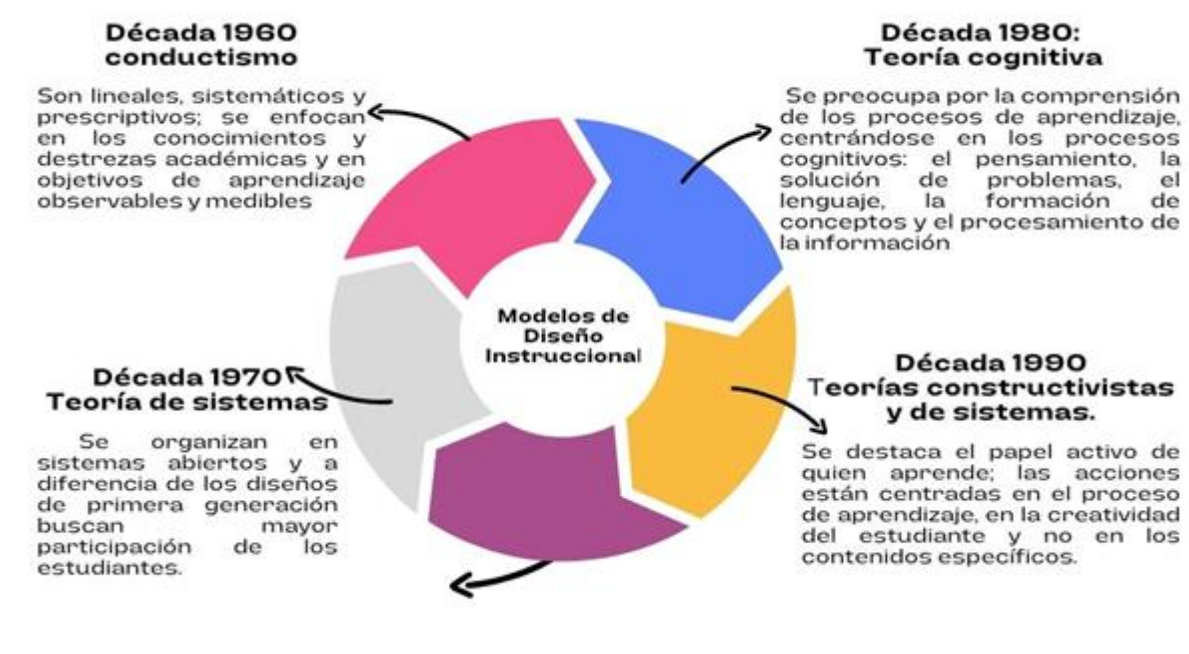 Década 1960
conductismo
Son lineales, sistemáticos y
prescriptivos; se enfocan
en los conocimientos y
destrezas académicas y en
objetivos de aprendizaje
observables y medibles
Década 1980:
Teoría cognitiva
Se preocupa por la comprensión
de los procesos de aprendizaje,
centrándose en los procesos
cognitivos: el pensamiento, la
solución de problemas, el
lenguaje, la formación de
conceptos y el procesamiento de
la información
Modelos de
Diseño
Instruccional
Década 1970
Teoría de sistemas
Se organizan en
sistemas abiertos y a
diferencia de los diseños
de primera generación
buscan mayor
participación de los
estudiantes.
Década 1990
Teorías constructivistas
y de sistemas.
Se destaca el papel activo de
quien aprende; las acciones
están centradas en el proceso
de aprendizaje, en la creatividad
del estudiante y no en los
contenidos específicos.